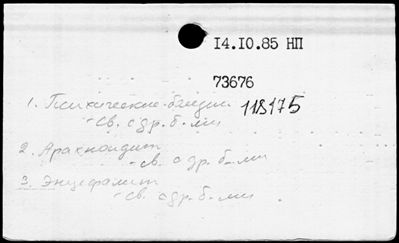 14.10.85 НП
73676
1. Психические болезни 118175
- св. с др. б-ми
2. Арахноидит
- св. с др. б-ми
3. Энцефалит
- св. с др. б-ми